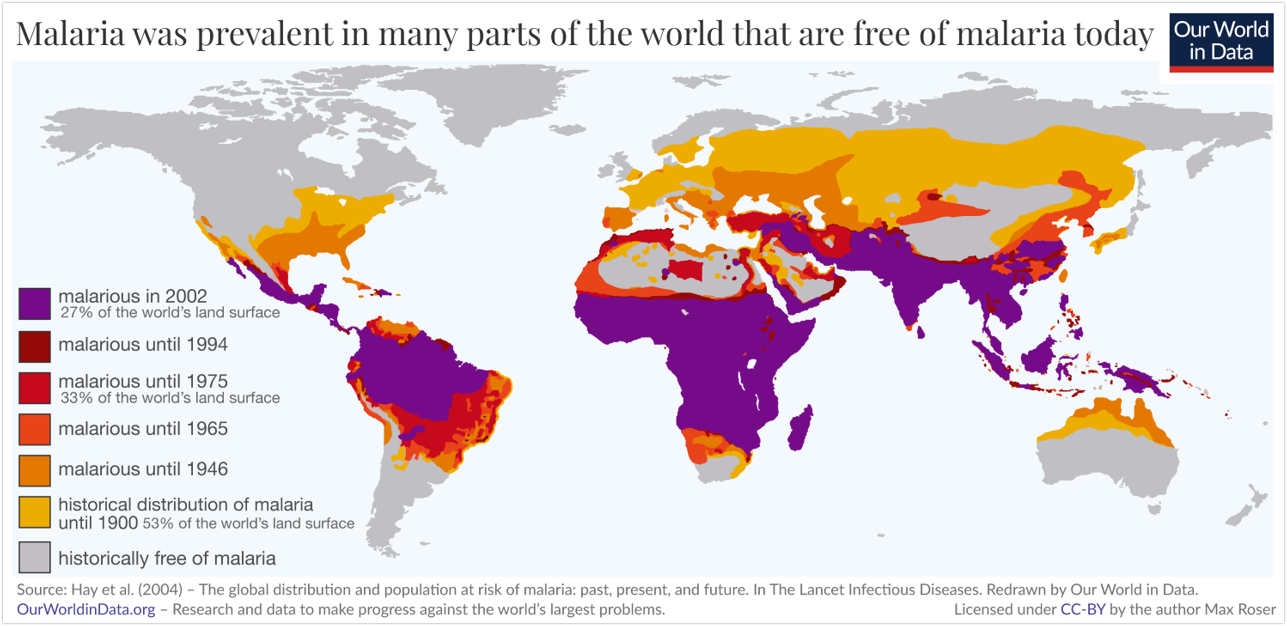 Malaria was prevalent in many parts of the world that are free of malaria today
Our World
in Data
malarious in 2002
27% of the world's land surface
malarious until 1994
malarious until 1975
33% of the world's land surface
malarious until 1965
malarious until 1946
historical distribution of malaria
until 1900 53% of the world's land surface
historically free of malaria
Source: Hay et al. (2004) – The global distribution and population at risk of malaria: past, present, and future. In The Lancet Infectious Diseases. Redrawn by Our World in Data.
OurWorldinData.org – Research and data to make progress against the world's largest problems.
Licensed under CC-BY by the author Max Roser